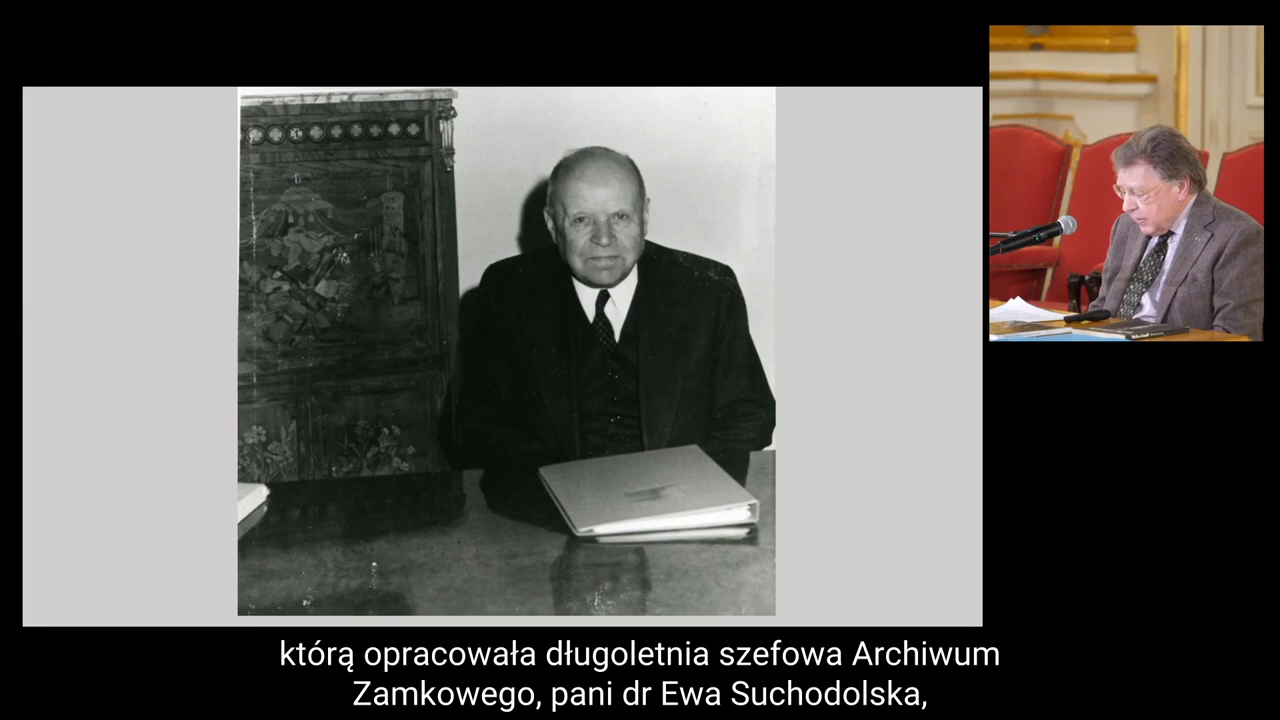 którą opracowała długoletnia szefowa Archiwum
Zamkowego, pani dr Ewa Suchodolska,